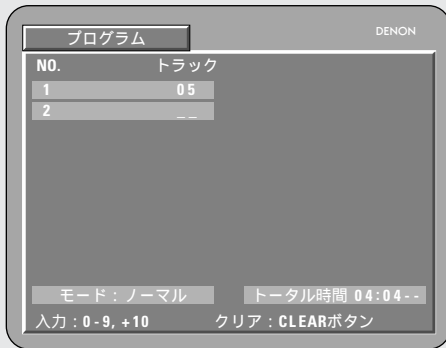 プログラム DENON
NO. トラック
1 05
2 _ _
モード：ノーマル トータル時間 04:04--
入力：0-9, +10 クリア：CLEARボタン